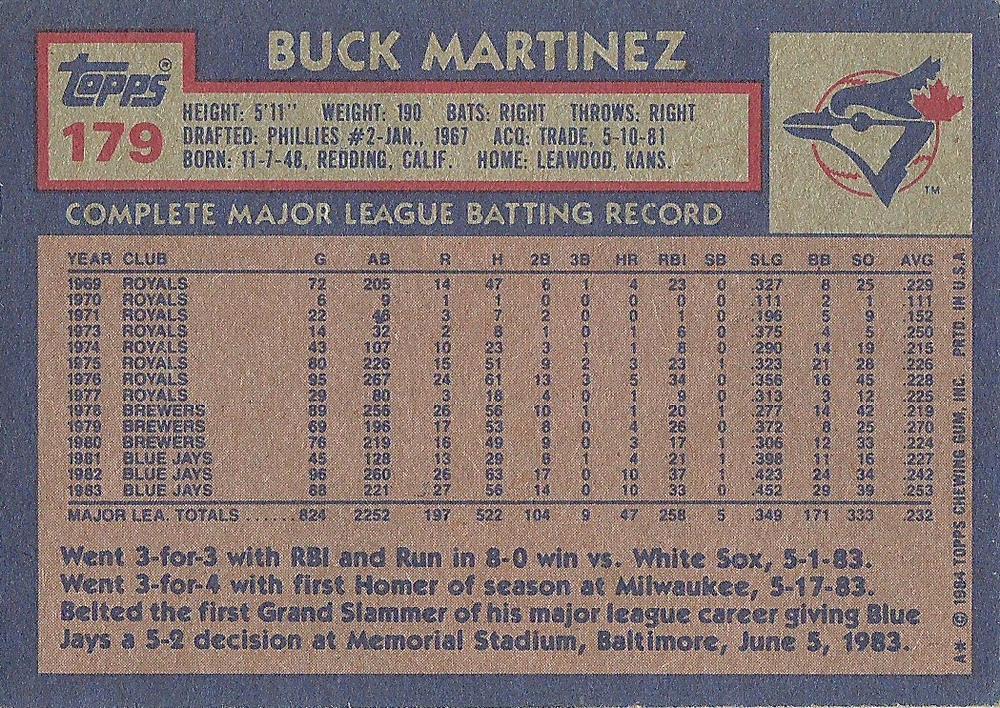 BUCK MARTINEZ
TOPPS®
179
HEIGHT: 5'11" WEIGHT: 190 BATS: RIGHT THROWS: RIGHT
DRAFTED: PHILLIES #2-JAN., 1967 ACQ: TRADE, 5-10-81
BORN: 11-7-48, REDDING, CALIF. HOME: LEAWOOD, KANS.
TM
COMPLETE MAJOR LEAGUE BATTING RECORD
YEAR CLUB G AB R H 2B 3B HR RBI SB SLG BB SO AVG
1969 ROYALS 72 205 14 47 6 1 4 23 0 .327 8 25 .229
1970 ROYALS 6 9 1 1 0 0 0 0 0 .111 2 1 .111
1971 ROYALS 22 46 3 7 2 0 0 1 0 .196 5 9 .152
1973 ROYALS 14 32 2 8 1 0 1 6 0 .375 4 5 .250
1974 ROYALS 43 107 10 23 3 1 1 8 0 .290 14 19 .215
1975 ROYALS 80 226 15 51 9 2 3 23 1 .323 21 28 .226
1976 ROYALS 95 267 24 61 13 3 5 34 0 .356 16 45 .228
1977 ROYALS 29 80 3 18 4 0 1 9 0 .313 3 12 .225
1978 BREWERS 89 256 26 56 10 1 1 20 1 .277 14 42 .219
1979 BREWERS 69 196 17 53 8 0 4 26 0 .372 8 25 .270
1980 BREWERS 76 219 16 49 9 0 3 17 1 .306 12 33 .224
1981 BLUE JAYS 45 128 13 29 8 1 4 21 1 .398 11 16 .227
1982 BLUE JAYS 96 260 26 63 17 0 10 37 1 .423 24 34 .242
1983 BLUE JAYS 88 221 27 56 14 0 10 33 0 .452 29 39 .253
MAJOR LEA. TOTALS ...... 824 2252 197 522 104 9 47 258 5 .349 171 333 .232
Went 3-for-3 with RBI and Run in 8-0 win vs. White Sox, 5-1-83.
Went 3-for-4 with first Homer of season at Milwaukee, 5-17-83.
Belted the first Grand Slammer of his major league career giving Blue
Jays a 5-2 decision at Memorial Stadium, Baltimore, June 5, 1983.
A* © 1984 TOPPS CHEWING GUM, INC. PRTD. IN U.S.A.